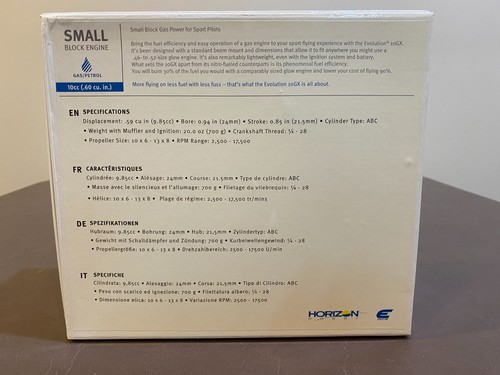 SMALL
BLOCK ENGINE
GAS/PETROL
10cc (.60 cu. in.)
Small Block Gas Power for Sport Pilots
Bring the fuel efficiency and easy operation of a gas engine to your sport flying experience with the Evolution® 10GX.
It's been designed with a standard beam mount and dimensions that allow it to fit anywhere you might use a
.46-to-.52-size glow engine. It's also remarkably lightweight, even with the ignition system and battery.
What sets the 10GX apart from its nitro-fueled counterparts is its phenomenal fuel efficiency.
You will burn 30% of the fuel you would with a comparably sized glow engine and lower your cost of flying 90%.
More flying on less fuel with less fuss – that's what the Evolution 10GX is all about.
EN SPECIFICATIONS
Displacement: .59 cu in (9.85cc) • Bore: 0.94 in (24mm) • Stroke: 0.85 in (21.5mm) • Cylinder Type: ABC
• Weight with Muffler and Ignition: 20.0 oz (700 g) • Crankshaft Thread: ¼ - 28
• Propeller Size: 10 x 6 - 13 x 8 • RPM Range: 2,500 - 17,500
FR CARACTÉRISTIQUES
Cylindrée: 9.85cc • Alésage: 24mm • Course: 21.5mm • Type de cylindre: ABC
• Masse avec le silencieux et l'allumage: 700 g • Filetage du vilebrequin: ¼ - 28
• Hélice: 10 x 6 - 13 x 8 • Plage de régime: 2,500 - 17,500 tr/mins
DE SPEZIFIKATIONEN
Hubraum: 9.85cc • Bohrung: 24mm • Hub: 21,5mm • Zylindertyp: ABC
• Gewicht mit Schalldämpfer und Zündung: 700 g • Kurbelwellengewind: ¼ - 28
• Propellergröße: 10 x 6 - 13 x 8 • Drehzahlbereich: 2500 - 17500 U/min
IT SPECIFICHE
Cilindrata: 9,85cc • Alesaggio: 24mm • Corsa: 21,5mm • Tipo di Cilindro: ABC
• Peso con scarico ed ignezione: 700 g • Filettatura albero: ¼ - 28
• Dimensione elica: 10 x 6 - 13 x 8 • Variazione RPM: 2500 - 17500
HORIZON
HOBBY